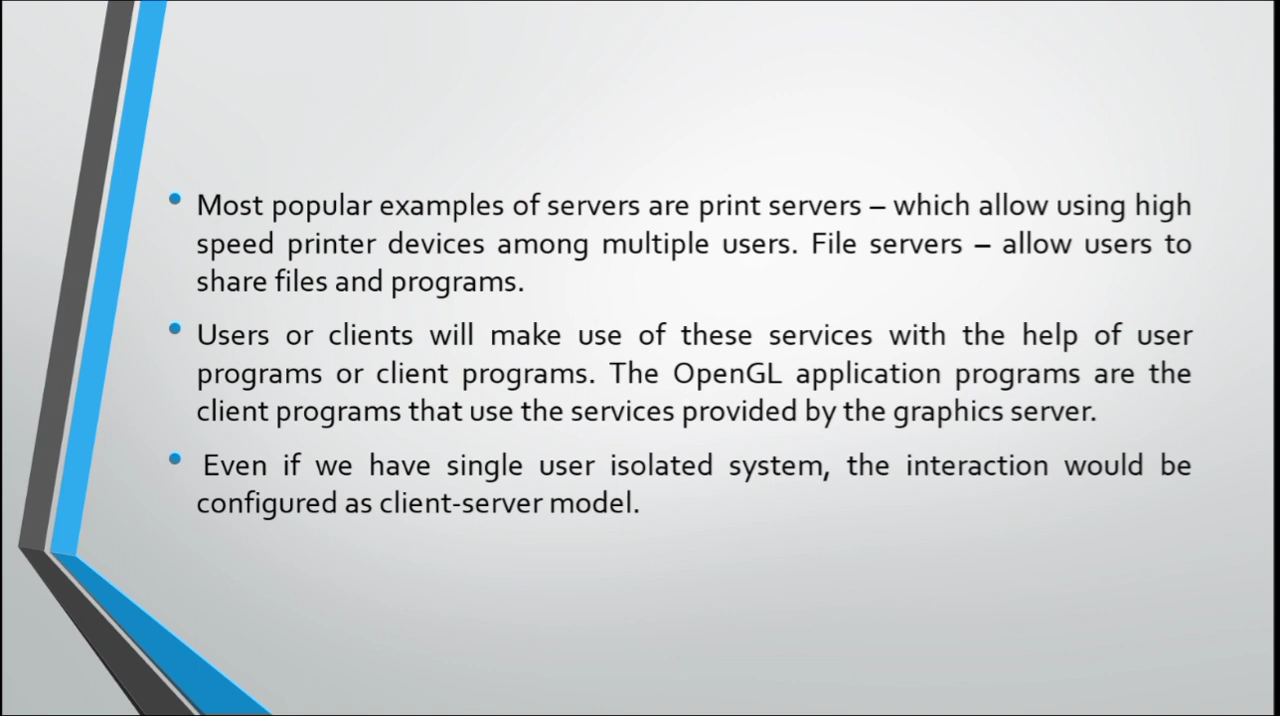 • Most popular examples of servers are print servers – which allow using high
speed printer devices among multiple users. File servers – allow users to
share files and programs.
• Users or clients will make use of these services with the help of user
programs or client programs. The OpenGL application programs are the
client programs that use the services provided by the graphics server.
• Even if we have single user isolated system, the interaction would be
configured as client-server model.